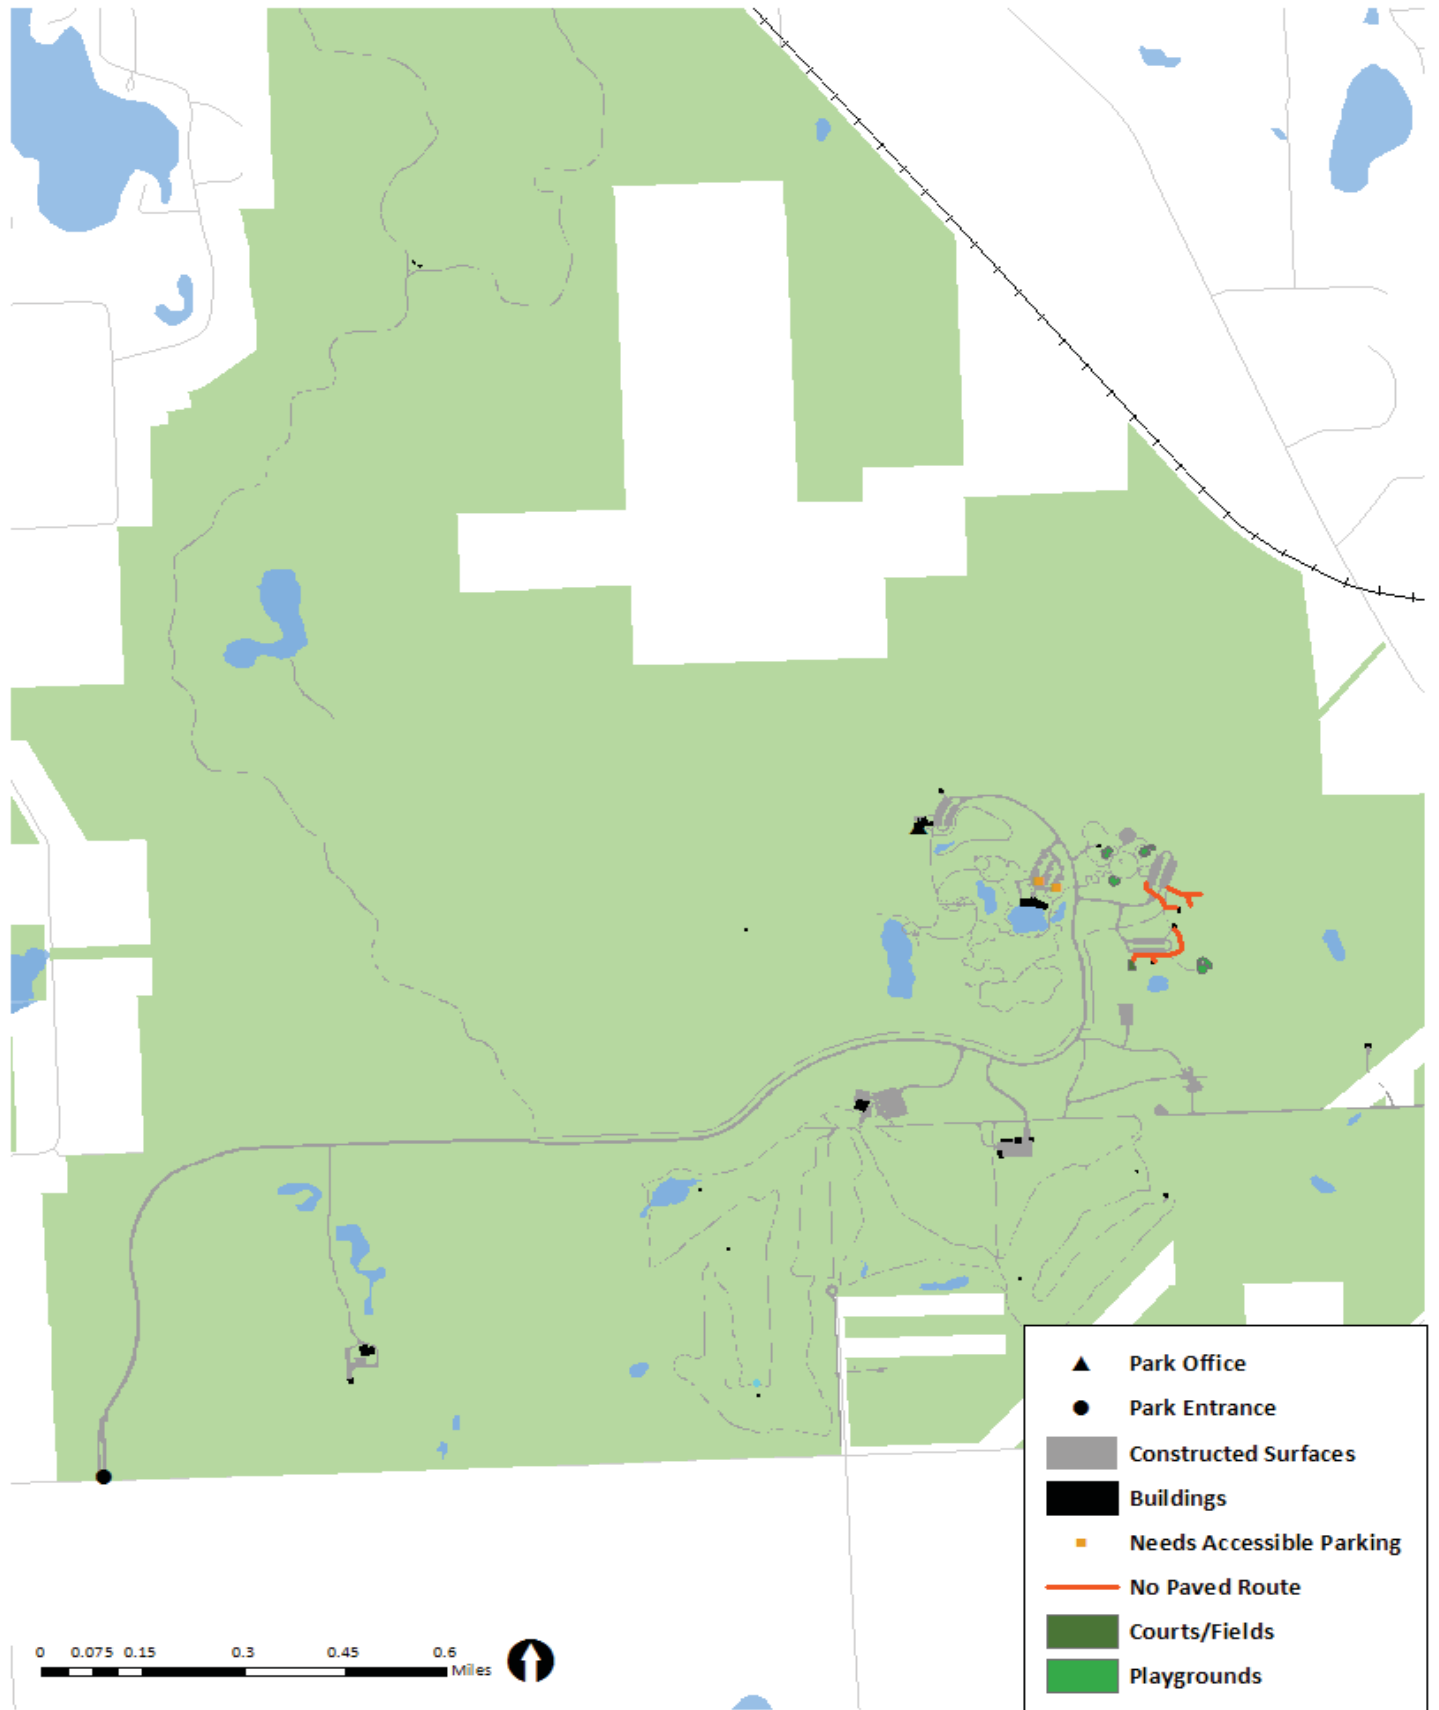 Park Office
Park Entrance
Constructed Surfaces
Buildings
Needs Accessible Parking
No Paved Route
Courts/Fields
Playgrounds
0 0.075 0.15 0.3 0.45 0.6
Miles